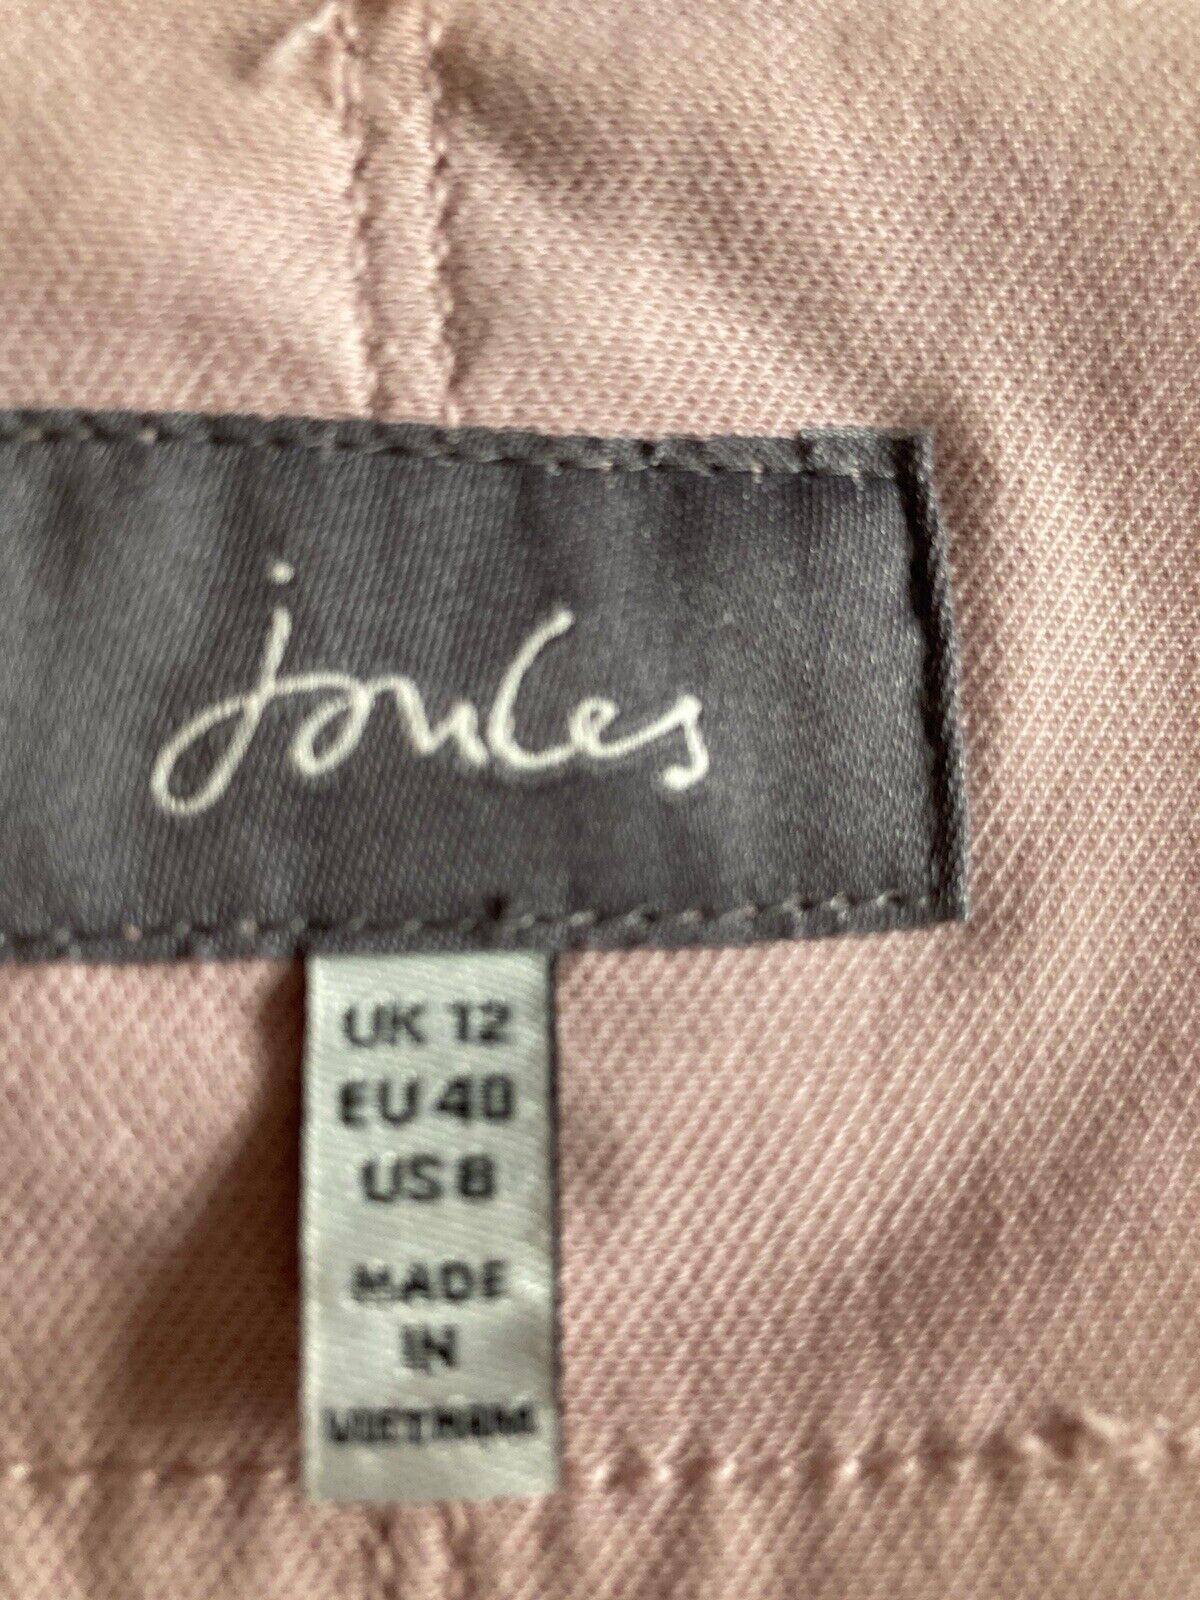 joules
UK 12
EU 40
US 8
MADE
IN
VIETNAM